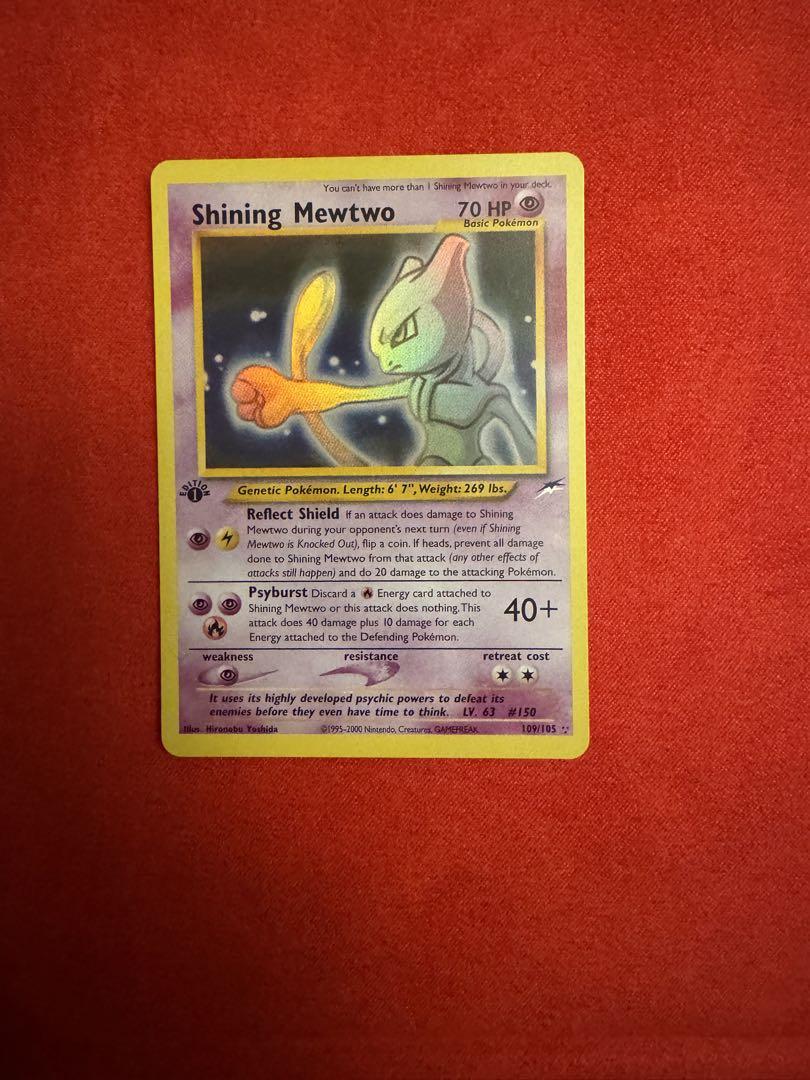 You can't have more than 1 Shining Mewtwo in your deck.
Shining Mewtwo 70 HP
Basic Pokémon
EDITION
1
Genetic Pokémon. Length: 6' 7", Weight: 269 lbs.
Reflect Shield If an attack does damage to Shining
Mewtwo during your opponent's next turn (even if Shining
Mewtwo is Knocked Out), flip a coin. If heads, prevent all damage
done to Shining Mewtwo from that attack (any other effects of
attacks still happen) and do 20 damage to the attacking Pokémon.
Psyburst Discard a Energy card attached to
Shining Mewtwo or this attack does nothing. This
attack does 40 damage plus 10 damage for each
Energy attached to the Defending Pokémon.
40+
weakness resistance retreat cost
It uses its highly developed psychic powers to defeat its
enemies before they even have time to think. LV. 63 #150
Illus. Hironobu Yoshida ©1995-2000 Nintendo, Creatures, GAMEFREAK. 109/105